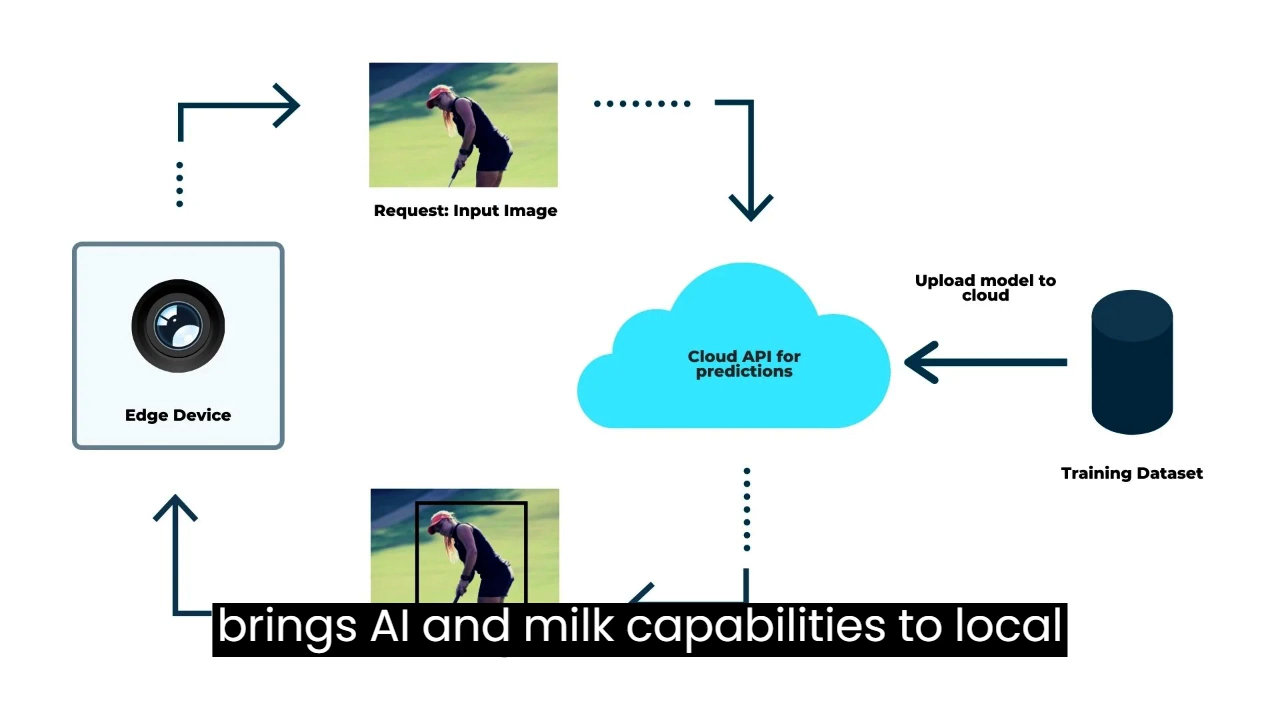 Request: Input Image
Upload model to
cloud
Cloud API for
predictions
Edge Device
Training Dataset
brings AI and milk capabilities to local